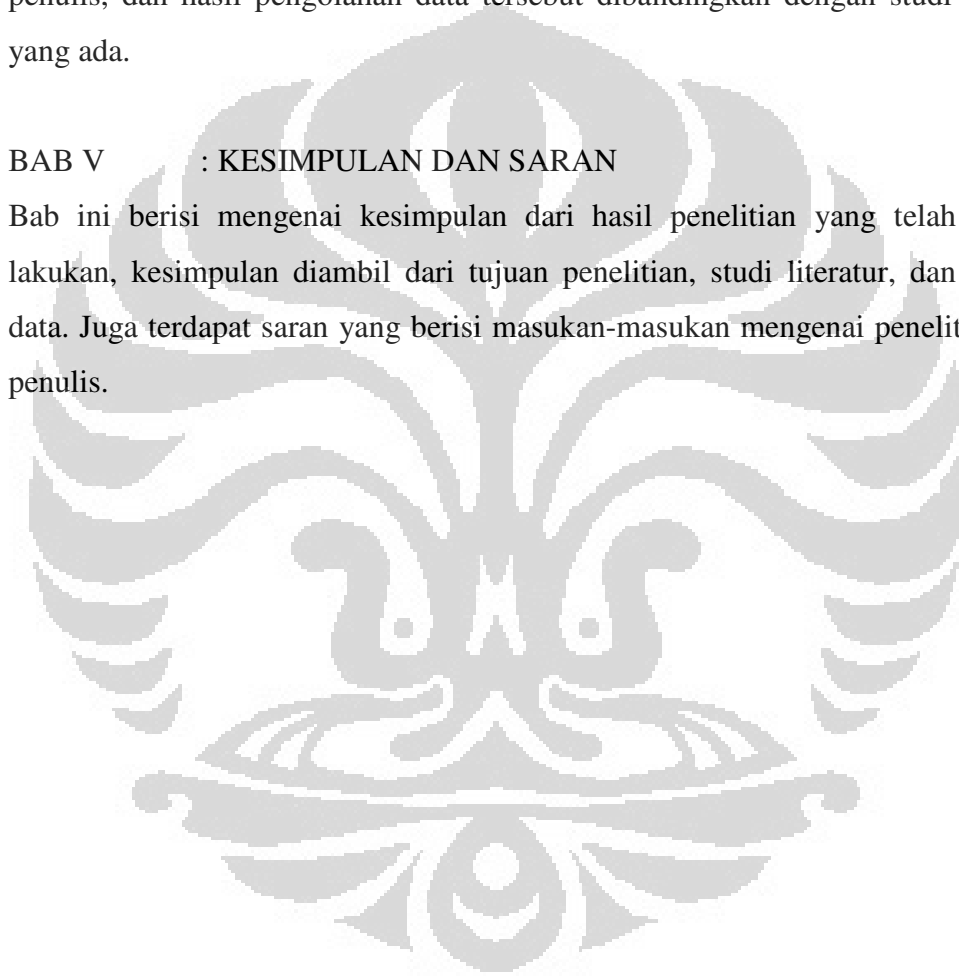 penulis, dan hasil pengolahan data tersebut dibandingkan dengan studi
yang ada.
BAB V : KESIMPULAN DAN SARAN
Bab ini berisi mengenai kesimpulan dari hasil penelitian yang telah
lakukan, kesimpulan diambil dari tujuan penelitian, studi literatur, dan
data. Juga terdapat saran yang berisi masukan-masukan mengenai penelit
penulis.